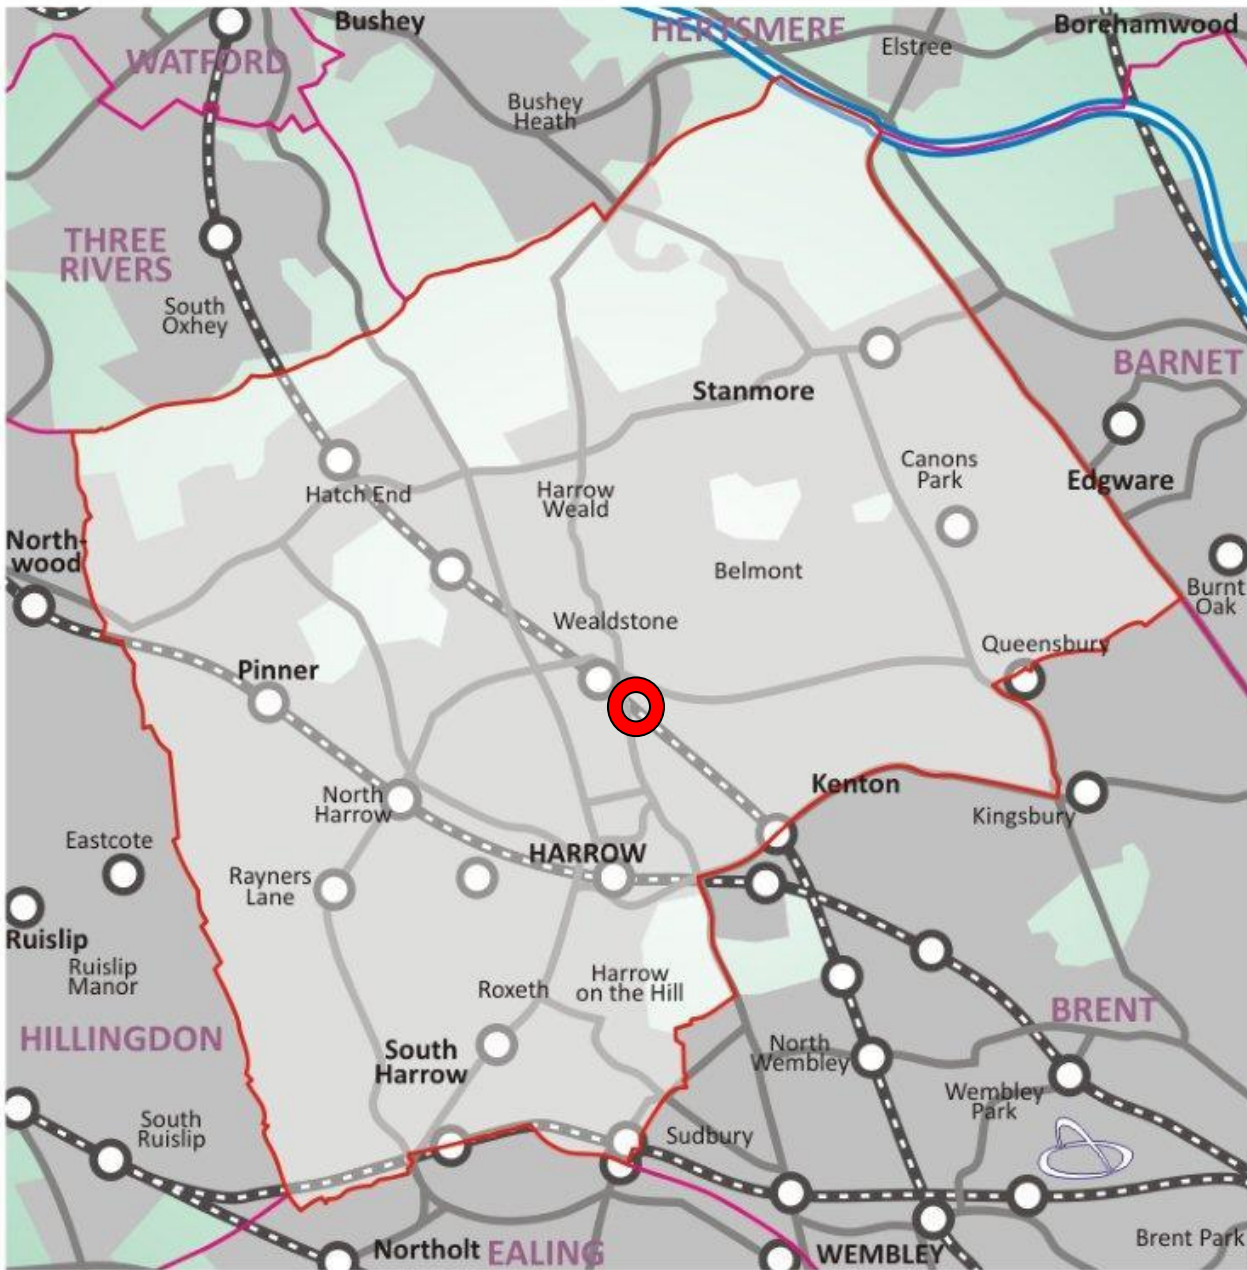 Bushey
HERTSMERE
Borehamwood
WATFORD
Elstree
Bushey
Heath
THREE
RIVERS
South
Oxhey
BARNET
Stanmore
Canons
Park
Edgware
Hatch End
Harrow
Weald
North-
wood
Belmont
Burnt
Oak
Wealdstone
Queensbury
Pinner
Kenton
North
Harrow
Kingsbury
Eastcote
HARROW
Rayners
Lane
Ruislip
Ruislip
Manor
Roxeth
Harrow
on the Hill
BRENT
HILLINGDON
South
Harrow
North
Wembley
Wembley
Park
South
Ruislip
Sudbury
Northolt
EALING
WEMBLEY
Brent Park